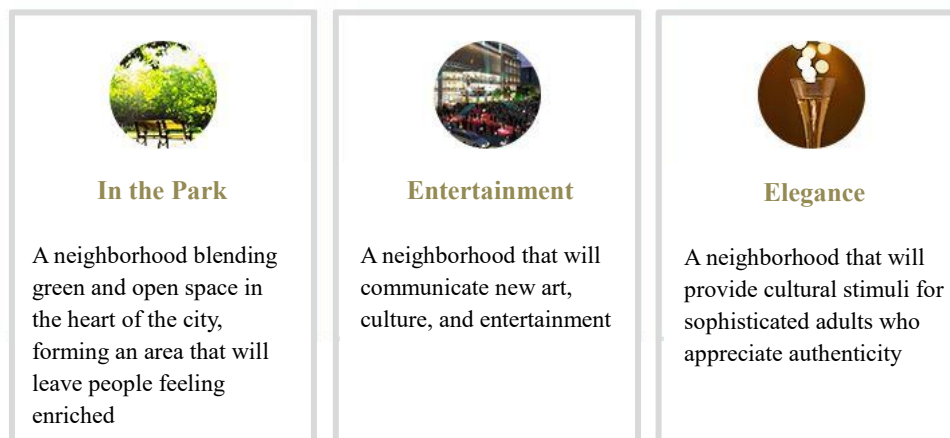 In the Park
A neighborhood blending
green and open space in
the heart of the city,
forming an area that will
leave people feeling
enriched
Entertainment
A neighborhood that will
communicate new art,
culture, and entertainment
Elegance
A neighborhood that will
provide cultural stimuli for
sophisticated adults who
appreciate authenticity